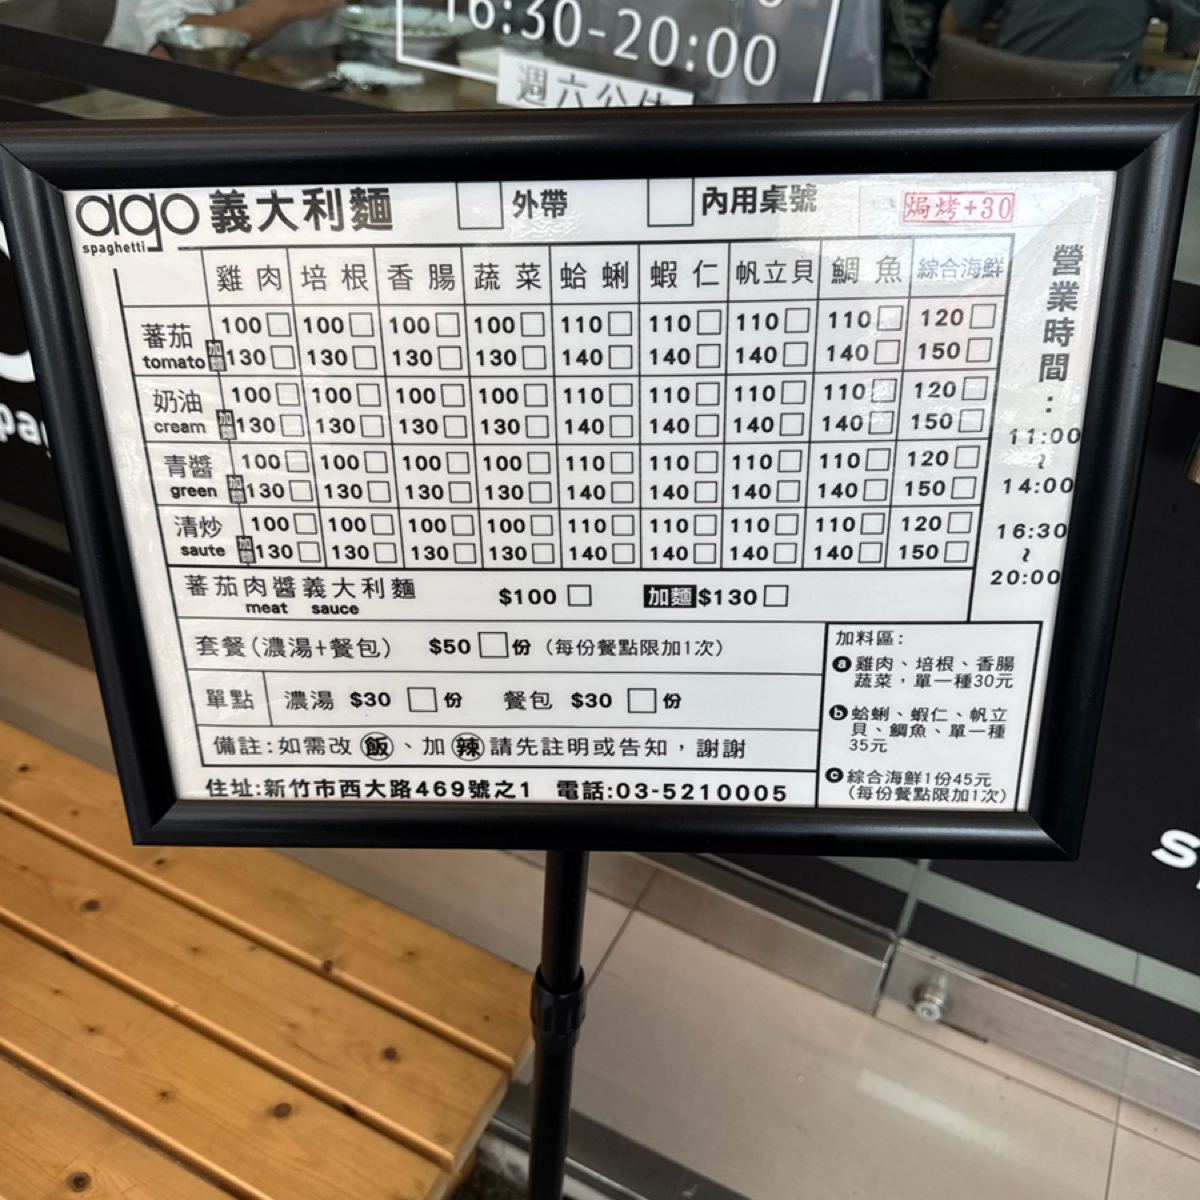 16:30-20:00
週六公休
ago 義大利麵 □ 外帶 □ 內用桌號 焗烤+30
spaghetti
雞肉 培根 香腸 蔬菜 蛤蜊 蝦仁 帆立貝 鯛魚 綜合海鮮
蕃茄 100 □ 100 □ 100 □ 100 □ 110 □ 110 □ 110 □ 110 □ 120 □
tomato 加麵 130 □ 130 □ 130 □ 130 □ 140 □ 140 □ 140 □ 140 □ 150 □
奶油 100 □ 100 □ 100 □ 100 □ 110 □ 110 □ 110 □ 110 □ 120 □
cream 加麵 130 □ 130 □ 130 □ 130 □ 140 □ 140 □ 140 □ 140 □ 150 □
青醬 100 □ 100 □ 100 □ 100 □ 110 □ 110 □ 110 □ 110 □ 120 □
green 加麵 130 □ 130 □ 130 □ 130 □ 140 □ 140 □ 140 □ 140 □ 150 □
清炒 100 □ 100 □ 100 □ 100 □ 110 □ 110 □ 110 □ 110 □ 120 □
saute 加麵 130 □ 130 □ 130 □ 130 □ 140 □ 140 □ 140 □ 140 □ 150 □
蕃茄肉醬義大利麵 $100 □ 加麵 $130 □
meat sauce
套餐(濃湯+餐包) $50 □ 份 (每份餐點限加1次)
單點 濃湯 $30 □ 份 餐包 $30 □ 份
備註:如需改飯、加辣請先註明或告知,謝謝
住址:新竹市西大路469號之1 電話:03-5210005
營業時間:
11:00
~
14:00
16:30
~
20:00
加料區:
a 雞肉、培根、香腸
蔬菜,單一種30元
b 蛤蜊、蝦仁、帆立
貝、鯛魚、單一種
35元
c 綜合海鮮1份45元
(每份餐點限加1次)